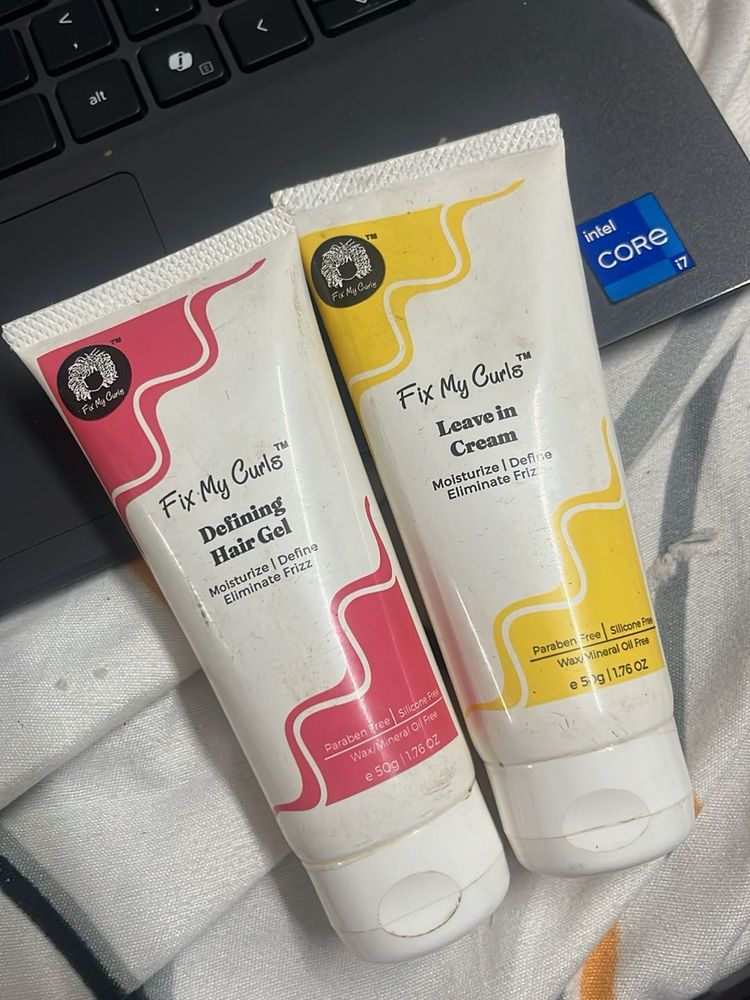 alt
intel
CORE
i7
TM
Fix My Curls
Fix My Curls™
Defining
Hair Gel
Moisturize | Define
Eliminate Frizz
Paraben Free | Silicone Free
Wax/Mineral Oil Free
e 50g | 1.76 OZ
TM
Fix My Curls
Fix My Curls™
Leave in
Cream
Moisturize | Define
Eliminate Frizz
Paraben Free | Silicone Free
Wax/Mineral Oil Free
e 50g | 1.76 OZ